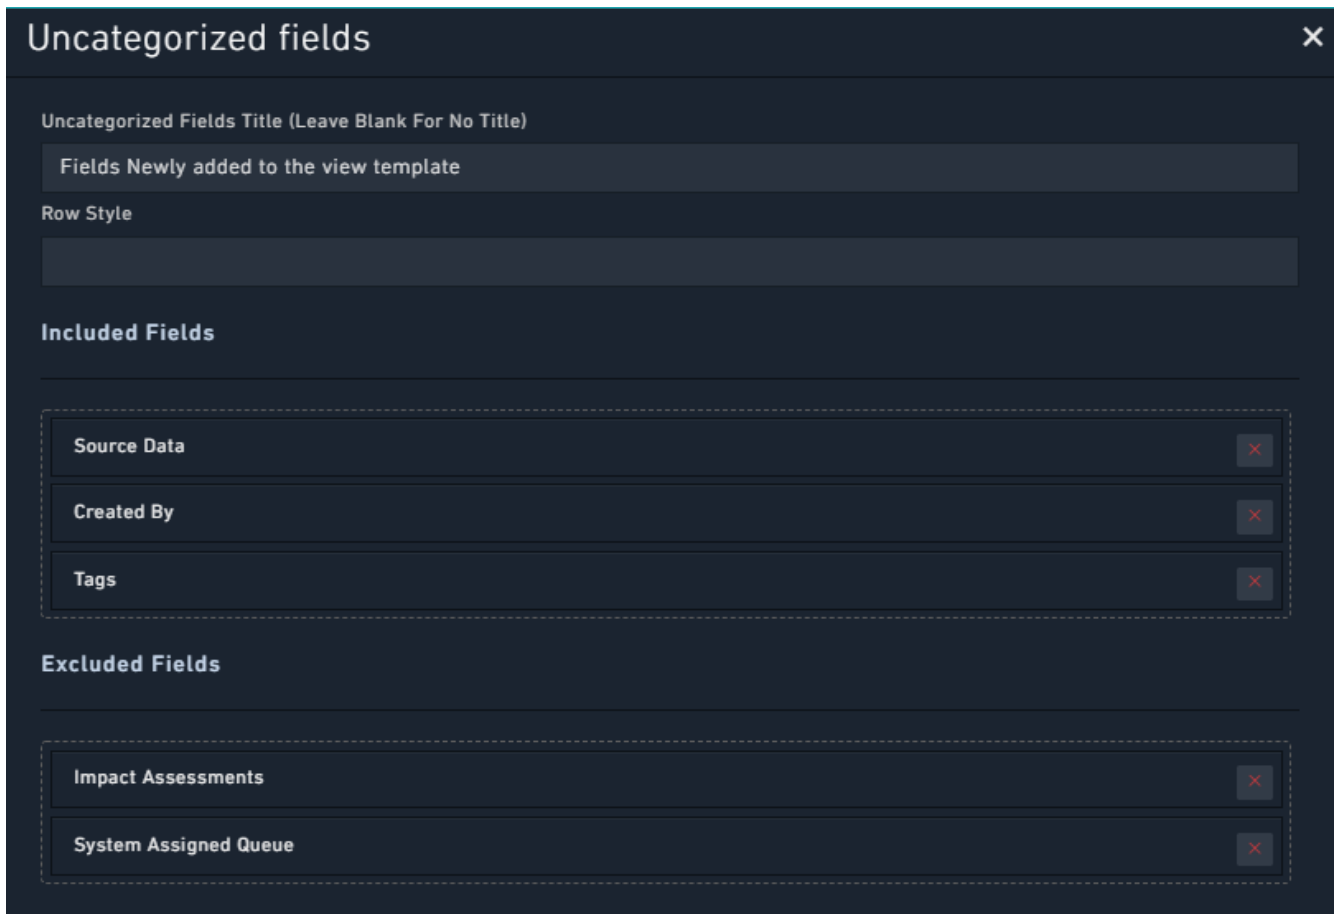 Uncategorized fields
Uncategorized Fields Title (Leave Blank For No Title)
Fields Newly added to the view template
Row Style
Included Fields
Source Data
Created By
Tags
Excluded Fields
Impact Assessments
System Assigned Queue